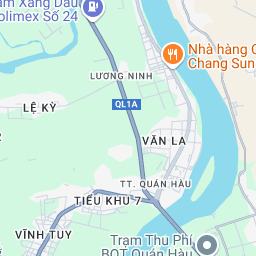 Xăng Dầu
olimex Số 24
Nhà hàng
Chang Sun
LƯƠNG NINH
QL1A
LỆ KỲ
VĂN LA
TT. QUÁN HÀU
TIỂU KHU 7
VĨNH TUY
Trạm Thu Phí
BOT Quán Hàu